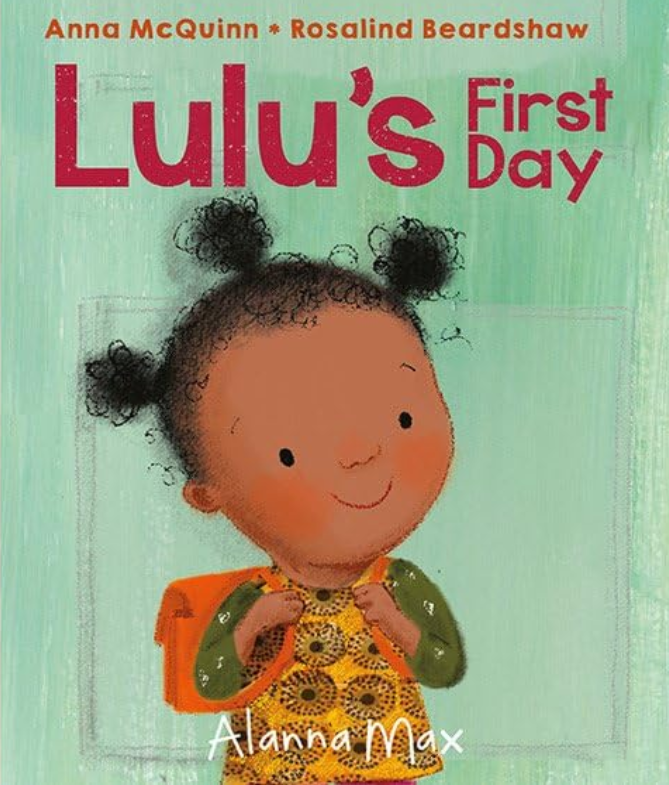 Anna McQuinn * Rosalind Beardshaw
Lulu's First
Day
Alanna Max